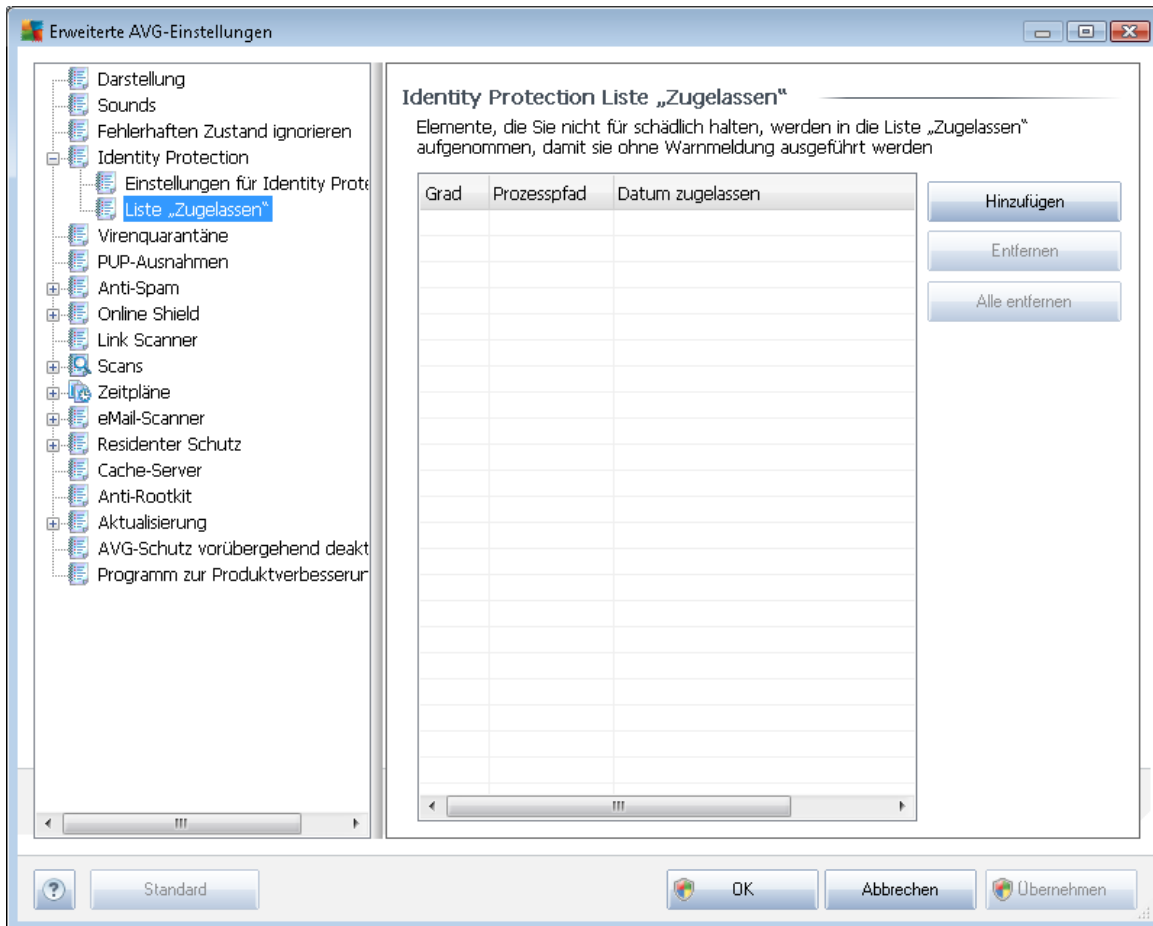 Erweiterte AVG-Einstellungen
Darstellung
Sounds
Fehlerhaften Zustand ignorieren
Identity Protection
Einstellungen für Identity Prote
Liste „Zugelassen“
Virenquarantäne
PUP-Ausnahmen
Anti-Spam
Online Shield
Link Scanner
Scans
Zeitpläne
eMail-Scanner
Residenter Schutz
Cache-Server
Anti-Rootkit
Aktualisierung
AVG-Schutz vorübergehend deakt
Programm zur Produktverbesserur
Identity Protection Liste „Zugelassen“
Elemente, die Sie nicht für schädlich halten, werden in die Liste „Zugelassen“
aufgenommen, damit sie ohne Warnmeldung ausgeführt werden
Grad Prozesspfad Datum zugelassen
Hinzufügen
Entfernen
Alle entfernen
? Standard OK Abbrechen Übernehmen